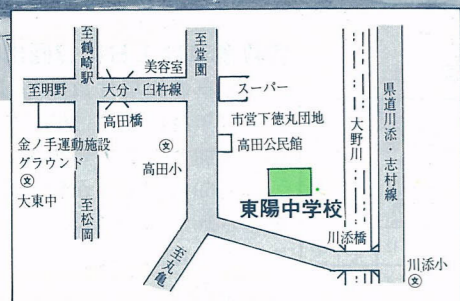 至鶴崎駅
至堂園
美容室
至明野
大分・臼杵線
スーパー
高田橋
市営下徳丸団地
金ノ手運動施設
グラウンド
高田小
高田公民館
文
文
大東中
至松岡
東陽中学校
大野川
県道川添・志村線
川添橋
至丸亀
川添小
文